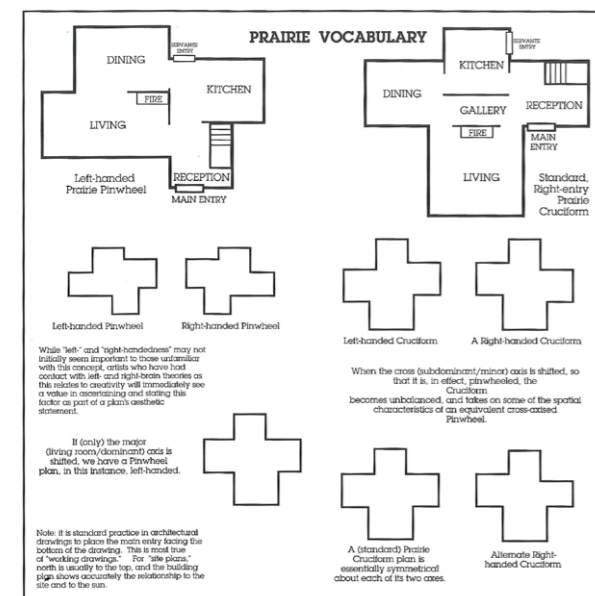 PRAIRIE VOCABULARY
SERVANTS'
ENTRY
DINING
KITCHEN
FIRE
LIVING
RECEPTION
MAIN ENTRY
Left-handed
Prairie Pinwheel
SERVANTS'
ENTRY
KITCHEN
DINING
GALLERY
RECEPTION
FIRE
MAIN
ENTRY
LIVING
Standard,
Right-entry
Prairie
Cruciform
Left-handed Pinwheel
Right-handed Pinwheel
Left-handed Cruciform
A Right-handed Cruciform
While "left-" and "right-handedness" may not
initially seem important to those unfamiliar
with this concept, artists who have had
contact with left- and right-brain theories as
this relates to creativity will immediately see
a value in ascertaining and stating this
factor as part of a plan's aesthetic
statement.
When the cross (subdominant/minor) axis is shifted, so
that it is, in effect, pinwheeled, the
Cruciform
becomes unbalanced, and takes on some of the spatial
characteristics of an equivalent cross-axised
Pinwheel.
If (only) the major
(living room/dominant) axis is
shifted, we have a Pinwheel
plan, in this instance, left-handed.
Note: it is standard practice in architectural
drawings to place the main entry facing the
bottom of the drawing. This is most true
of "working drawings." For "site plans,"
north is usually to the top, and the building
plan shows accurately the relationship to the
site and to the sun.
A (standard) Prairie
Cruciform plan is
essentially symmetrical
about each of its two axes.
Alternate Right-
handed Cruciform